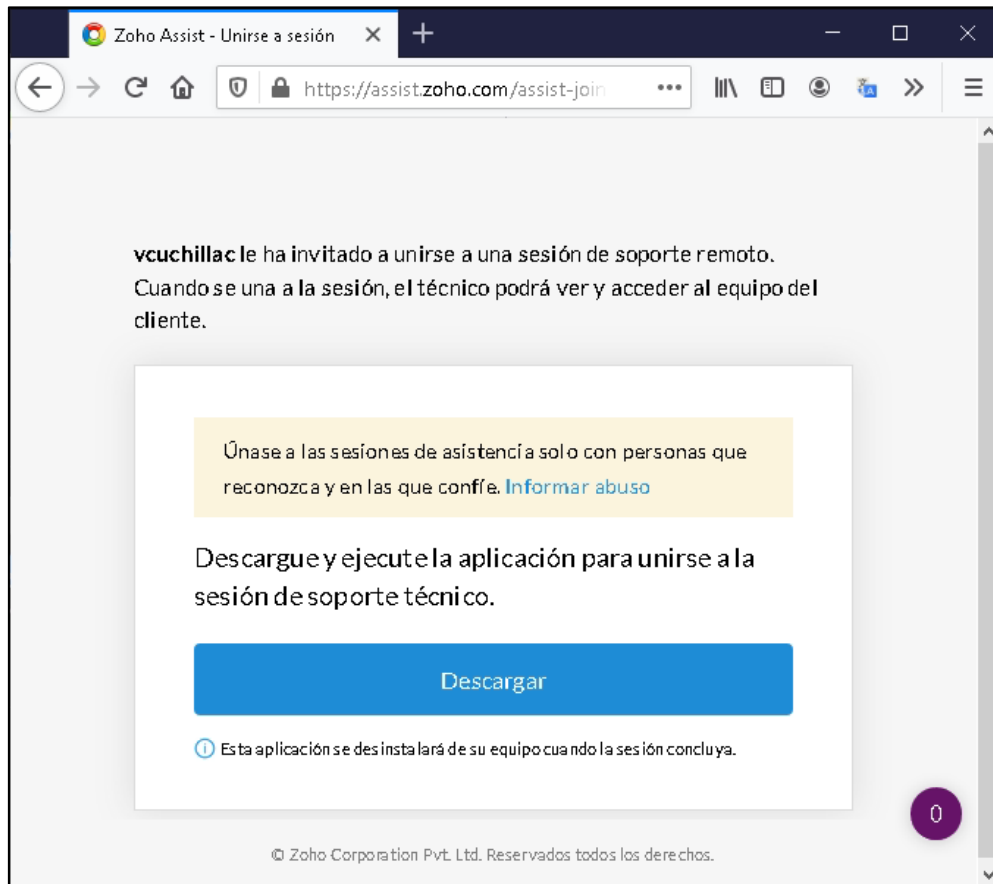 Zoho Assist - Unirse a sesión
https://assist.zoho.com/assist-join
vcuchillac le ha invitado a unirse a una sesión de soporte remoto.
Cuando se una a la sesión, el técnico podrá ver y acceder al equipo del
cliente.
Únase a las sesiones de asistencia solo con personas que
reconozca y en las que confíe. Informar abuso
Descargue y ejecute la aplicación para unirse a la
sesión de soporte técnico.
Descargar
Esta aplicación se desinstalará de su equipo cuando la sesión concluya.
0
© Zoho Corporation Pvt. Ltd. Reservados todos los derechos.